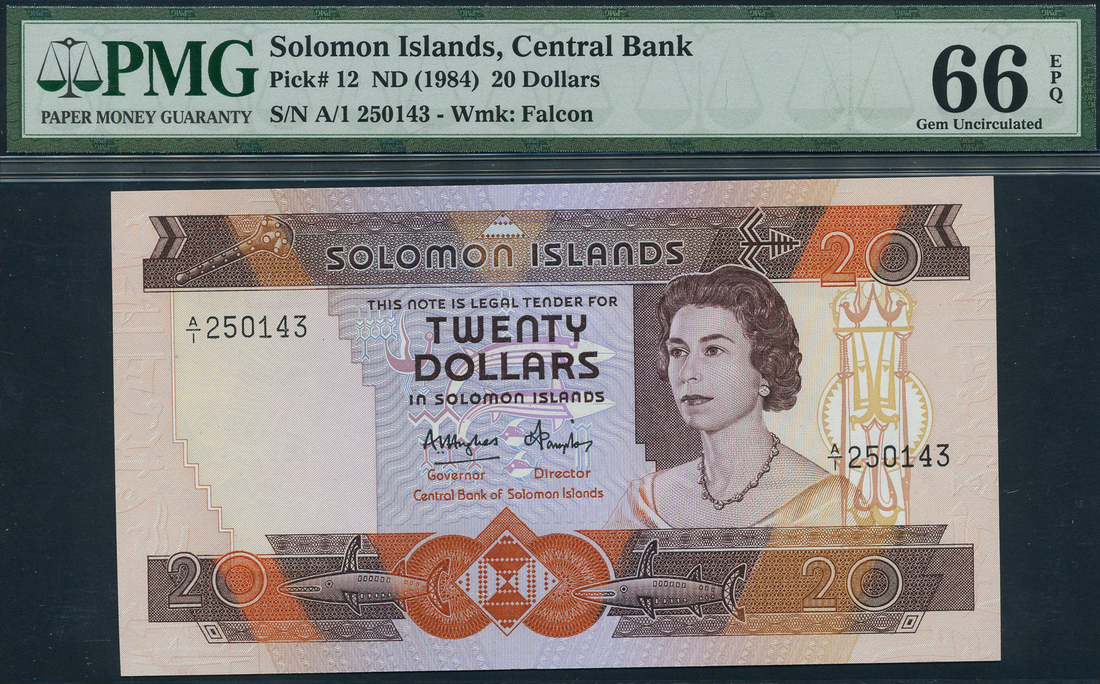 PMG
PAPER MONEY GUARANTY
Solomon Islands, Central Bank
Pick# 12 ND (1984) 20 Dollars
S/N A/1 250143 - Wmk: Falcon
66
EPQ
Gem Uncirculated
SOLOMON ISLANDS
20
THIS NOTE IS LEGAL TENDER FOR
A/1 250143
TWENTY
DOLLARS
IN SOLOMON ISLANDS
Governor Director
Central Bank of Solomon Islands
A/1 250143
20
20